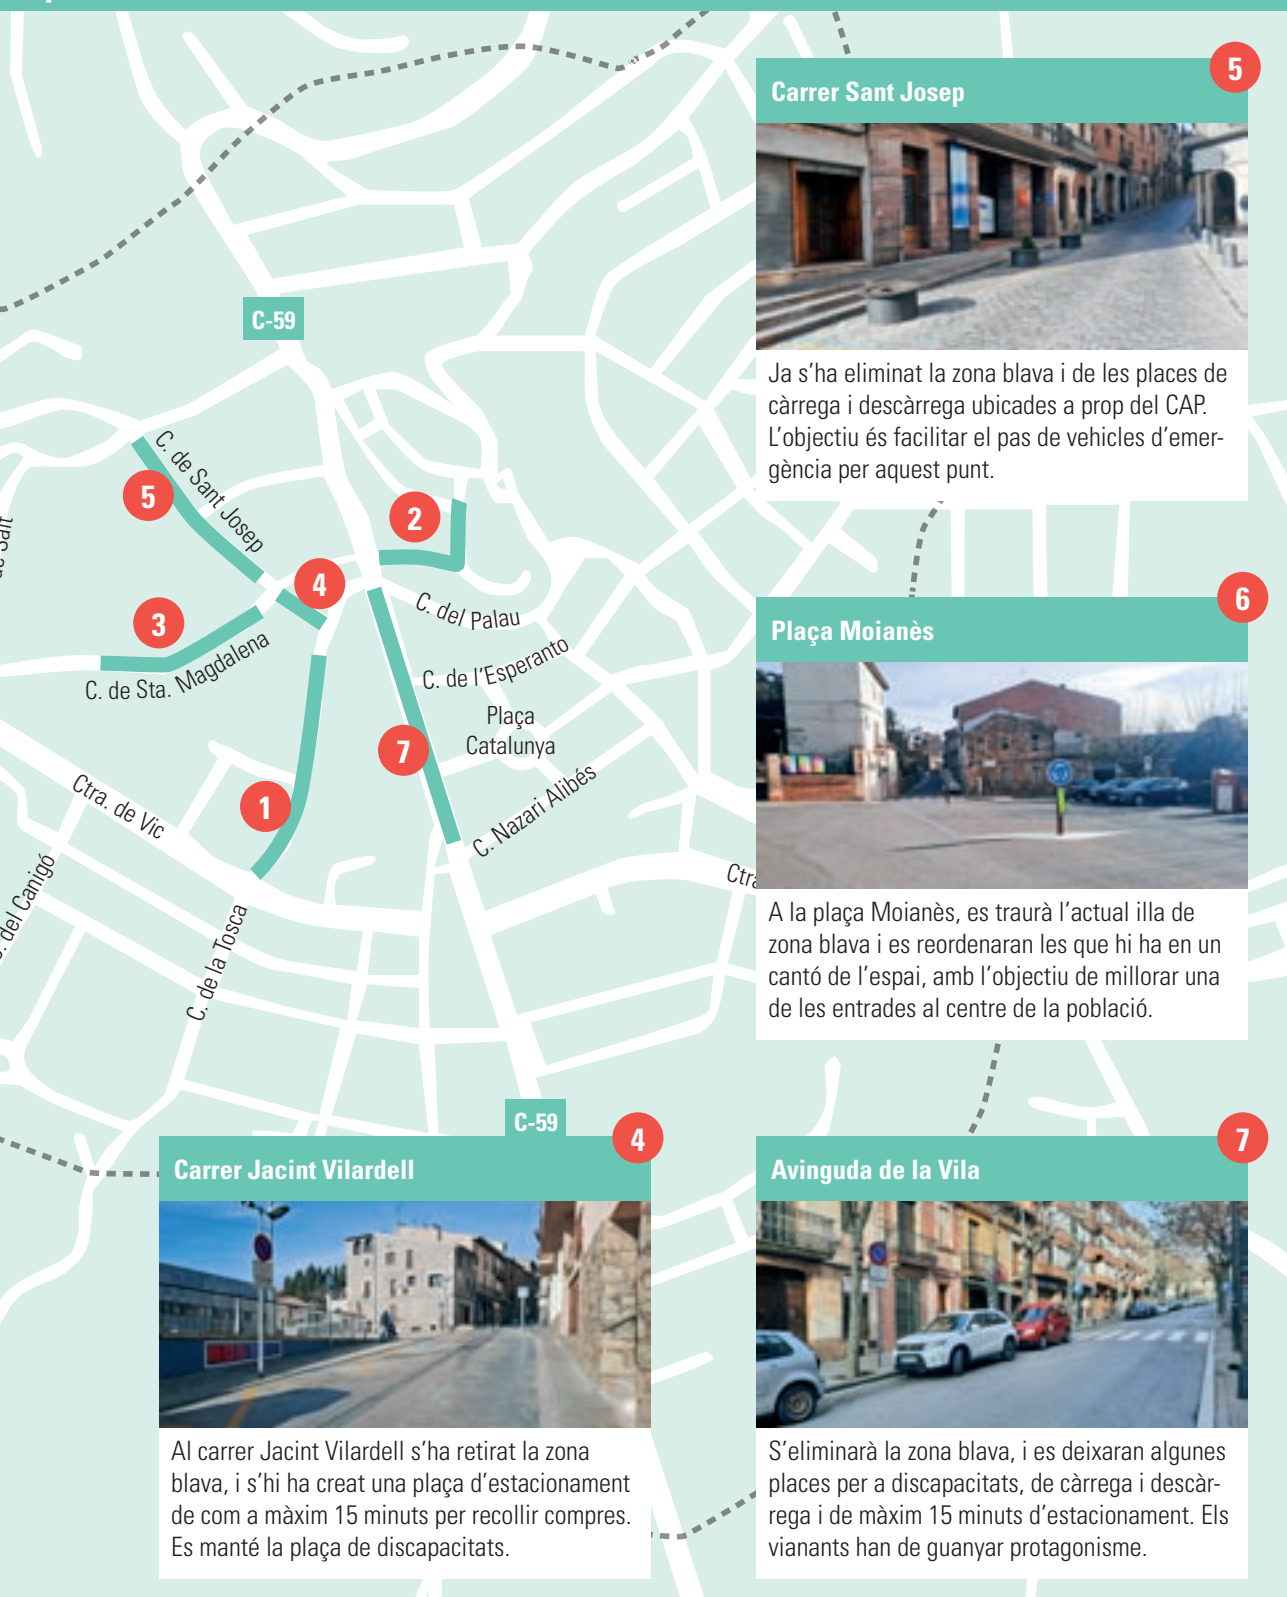 5
Carrer Sant Josep
Ja s'ha eliminat la zona blava i de les places de
càrrega i descàrrega ubicades a prop del CAP.
L'objectiu és facilitar el pas de vehicles d'emer-
gència per aquest punt.
C-59
C. de Sant Josep
5
2
4
3
C. del Palau
C. de Sta. Magdalena
C. de l'Esperanto
Plaça
Catalunya
7
1
Ctra. de Vic
C. Nazari Alibés
del Canigó
C. de la Tosca
6
Plaça Moianès
A la plaça Moianès, es traurà l'actual illa de
zona blava i es reordenaran les que hi ha en un
cantó de l'espai, amb l'objectiu de millorar una
de les entrades al centre de la població.
C-59
4
Carrer Jacint Vilardell
Al carrer Jacint Vilardell s'ha retirat la zona
blava, i s'hi ha creat una plaça d'estacionament
de com a màxim 15 minuts per recollir compres.
Es manté la plaça de discapacitats.
7
Avinguda de la Vila
S'eliminarà la zona blava, i es deixaran algunes
places per a discapacitats, de càrrega i descàr-
rega i de màxim 15 minuts d'estacionament. Els
vianants han de guanyar protagonisme.